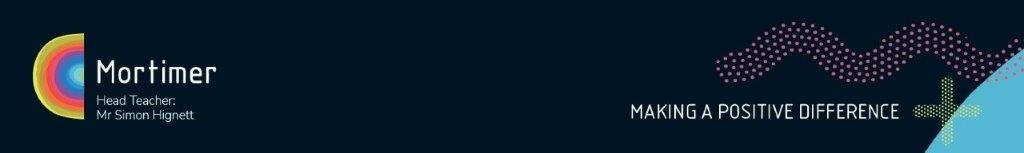 Mortimer
Head Teacher:
Mr Simon Hignett
MAKING A POSITIVE DIFFERENCE